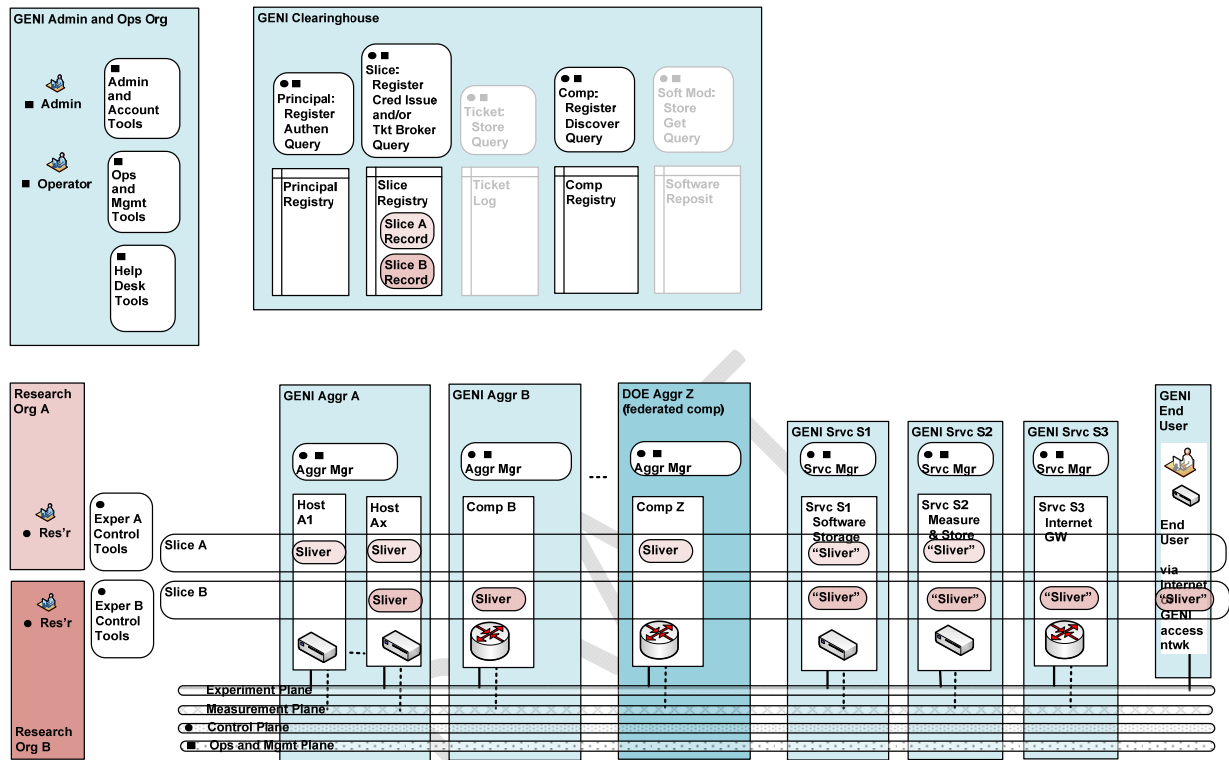 GENI Admin and Ops Org
Admin
Admin
and
Account
Tools
Operator
Ops
and
Mgmt
Tools
Help
Desk
Tools
GENI Clearinghouse
Principal:
Register
Authen
Query
Slice:
Register
Cred Issue
and/or
Tkt Broker
Query
Ticket:
Store
Query
Comp:
Register
Discover
Query
Soft Mod:
Store
Get
Query
Principal
Registry
Slice
Registry
Slice A
Record
Slice B
Record
Ticket
Log
Comp
Registry
Software
Reposit
Research
Org A
Res'r
Exper A
Control
Tools
Research
Org B
Res'r
Exper B
Control
Tools
GENI Aggr A
Aggr Mgr
Host
A1
Host
Ax
GENI Aggr B
Aggr Mgr
Comp B
DOE Aggr Z
(federated comp)
Aggr Mgr
Comp Z
GENI Srvc S1
Srvc Mgr
Srvc S1
Software
Storage
GENI Srvc S2
Srvc Mgr
Srvc S2
Measure
& Store
GENI Srvc S3
Srvc Mgr
Srvc S3
Internet
GW
GENI
End
User
End
User
via
Internet
GENI
access
ntwk
Slice A
Sliver
Sliver
Sliver
“Sliver”
“Sliver”
Slice B
Sliver
Sliver
“Sliver”
“Sliver”
“Sliver”
“Sliver”
Experiment Plane
Measurement Plane
Control Plane
Ops and Mgmt Plane